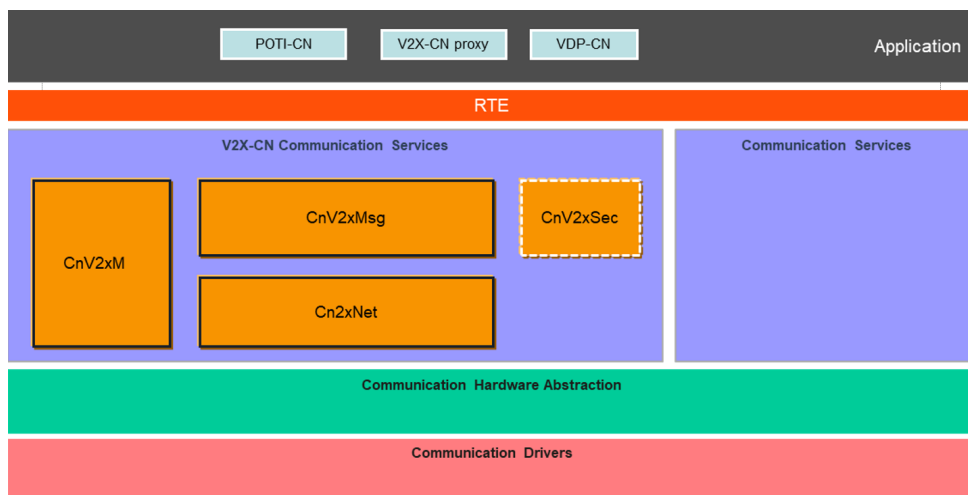 POTI-CN
V2X-CN proxy
VDP-CN
Application
RTE
V2X-CN Communication Services
Communication Services
CnV2xM
CnV2xMsg
CnV2xSec
Cn2xNet
Communication Hardware Abstraction
Communication Drivers